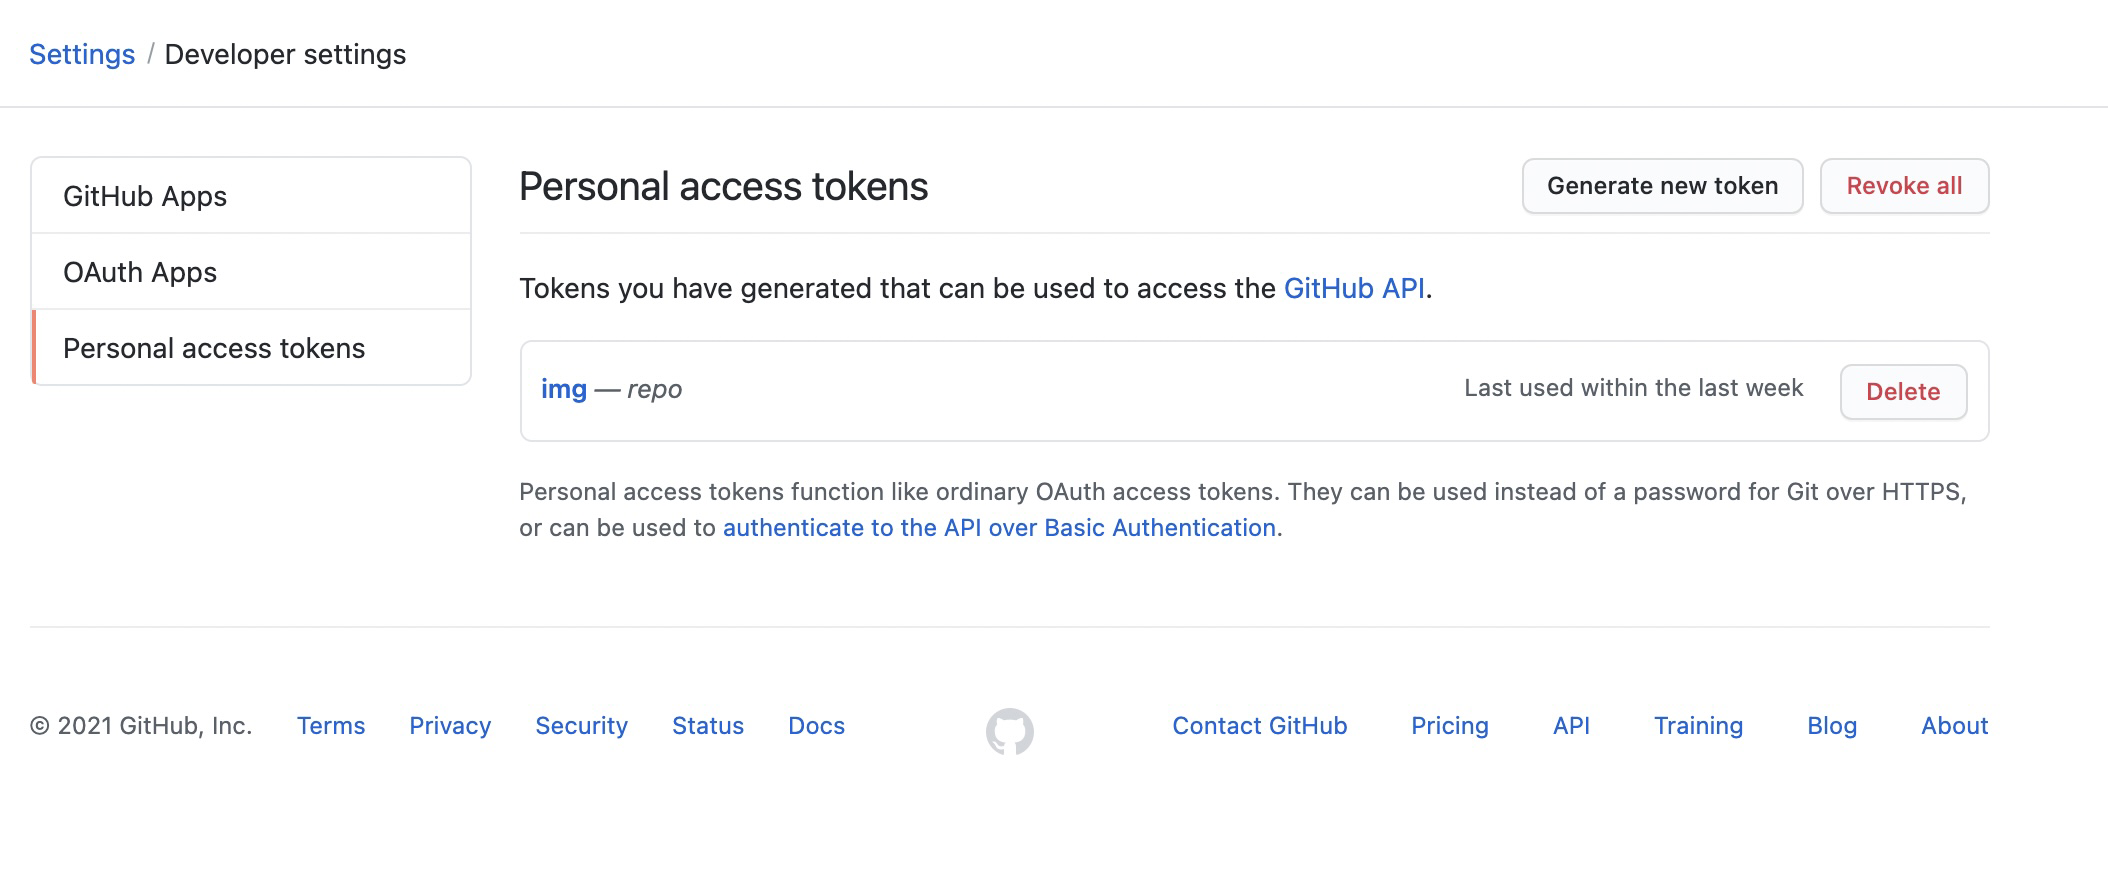 Settings / Developer settings
GitHub Apps
OAuth Apps
Personal access tokens
Personal access tokens
Generate new token
Revoke all
Tokens you have generated that can be used to access the GitHub API.
img — repo
Last used within the last week
Delete
Personal access tokens function like ordinary OAuth access tokens. They can be used instead of a password for Git over HTTPS,
or can be used to authenticate to the API over Basic Authentication.
© 2021 GitHub, Inc. Terms Privacy Security Status Docs Contact GitHub Pricing API Training Blog About